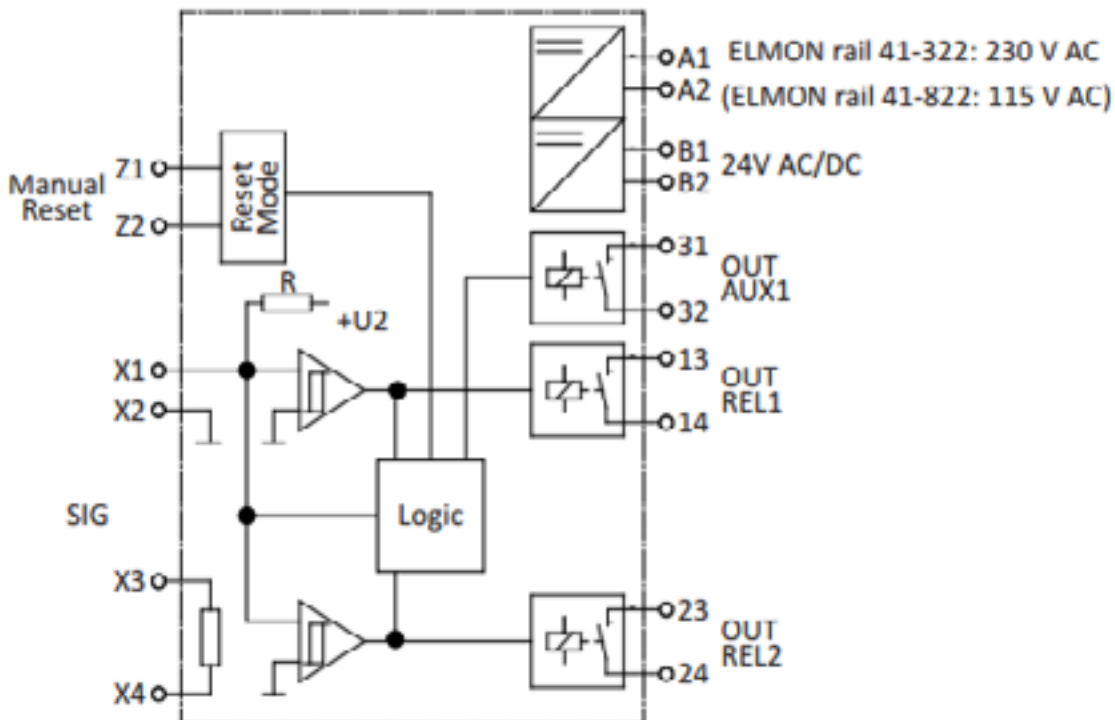 A1 ELMON rail 41-322: 230 V AC
A2 (ELMON rail 41-822: 115 V AC)
B1
24V AC/DC
B2
Manual
Reset
Z1
Z2
Reset
Mode
31
OUT
AUX1
32
R
+U2
X1
X2
13
OUT
REL1
14
SIG
Logic
X3
X4
23
OUT
REL2
24